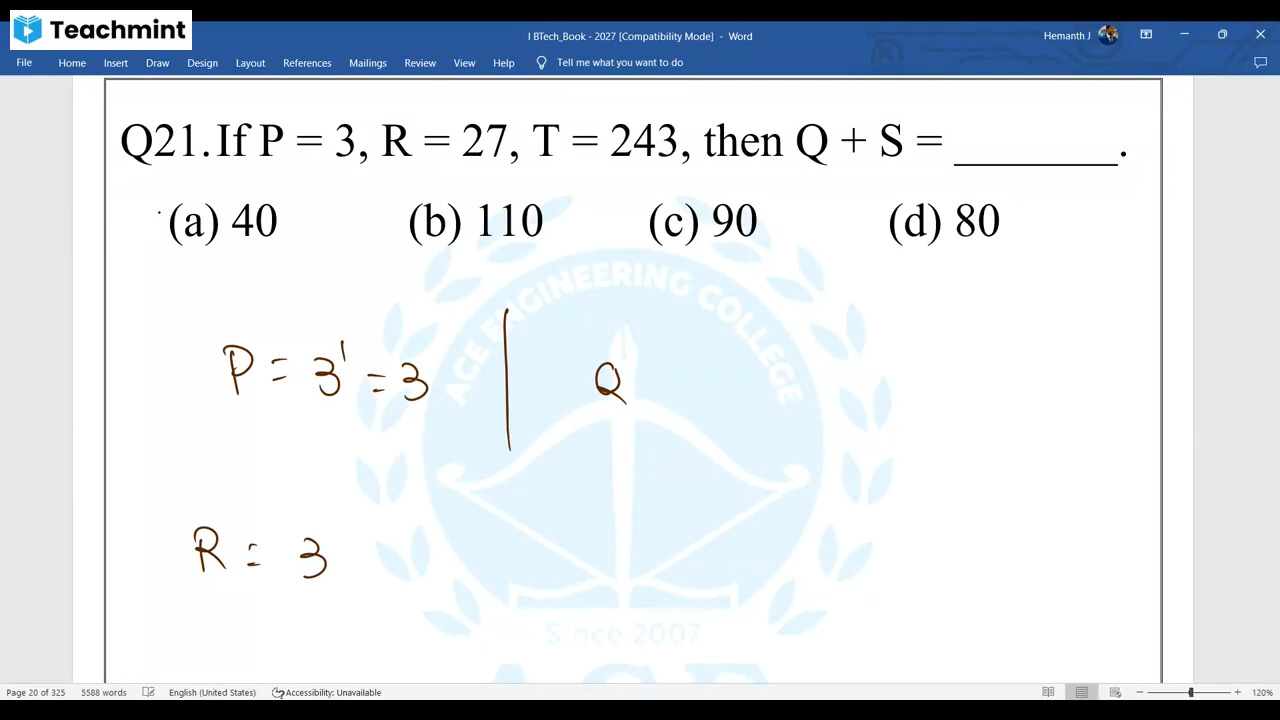 Teachmint
I BTech_Book - 2027 [Compatibility Mode] - Word
Hemanth J
File Home Insert Draw Design Layout References Mailings Review View Help Tell me what you want to do
Q21. If P = 3, R = 27, T = 243, then Q + S = ________.
(a) 40 (b) 110 (c) 90 (d) 80
ACE ENGINEERING COLLEGE
P = 3¹ = 3 | Q
R = 3
Since 2007
ACE
Page 20 of 325 5588 words English (United States) Accessibility: Unavailable 120%